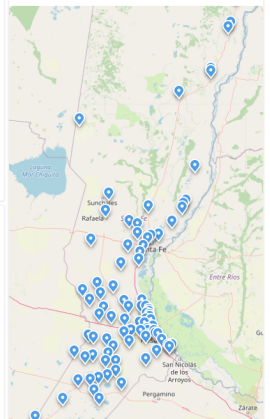 Laguna
Mar Chiquita
Sunchales
Rafaela
Santa Fe
Entre Ríos
San Nicolás
de los
Arroyos
Pergamino
Zárate